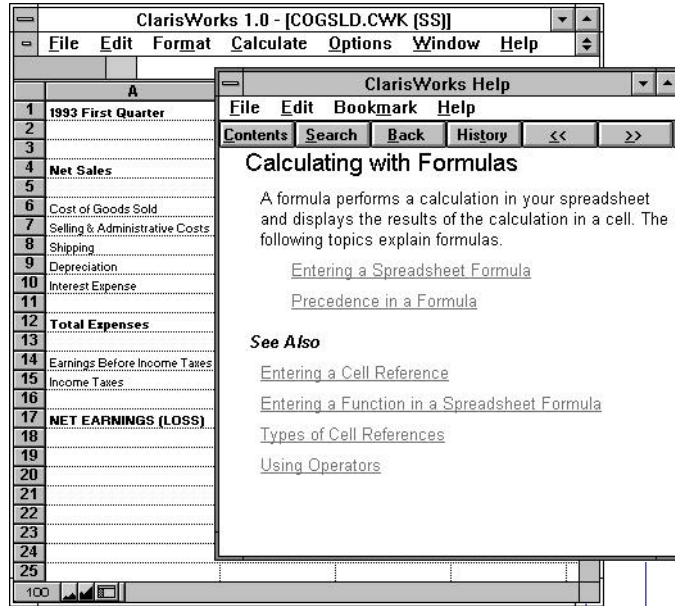 ClarisWorks 1.0 - [COGSLD.CWK (SS)]
File Edit Format Calculate Options Window Help
A
1 1993 First Quarter
2
3
4 Net Sales
5
6 Cost of Goods Sold
7 Selling & Administrative Costs
8 Shipping
9 Depreciation
10 Interest Expense
11
12 Total Expenses
13
14 Earnings Before Income Taxes
15 Income Taxes
16
17 NET EARNINGS (LOSS)
18
19
20
21
22
23
24
25
100
ClarisWorks Help
File Edit Bookmark Help
Contents Search Back History << >>
Calculating with Formulas
A formula performs a calculation in your spreadsheet
and displays the results of the calculation in a cell. The
following topics explain formulas.
Entering a Spreadsheet Formula
Precedence in a Formula
See Also
Entering a Cell Reference
Entering a Function in a Spreadsheet Formula
Types of Cell References
Using Operators